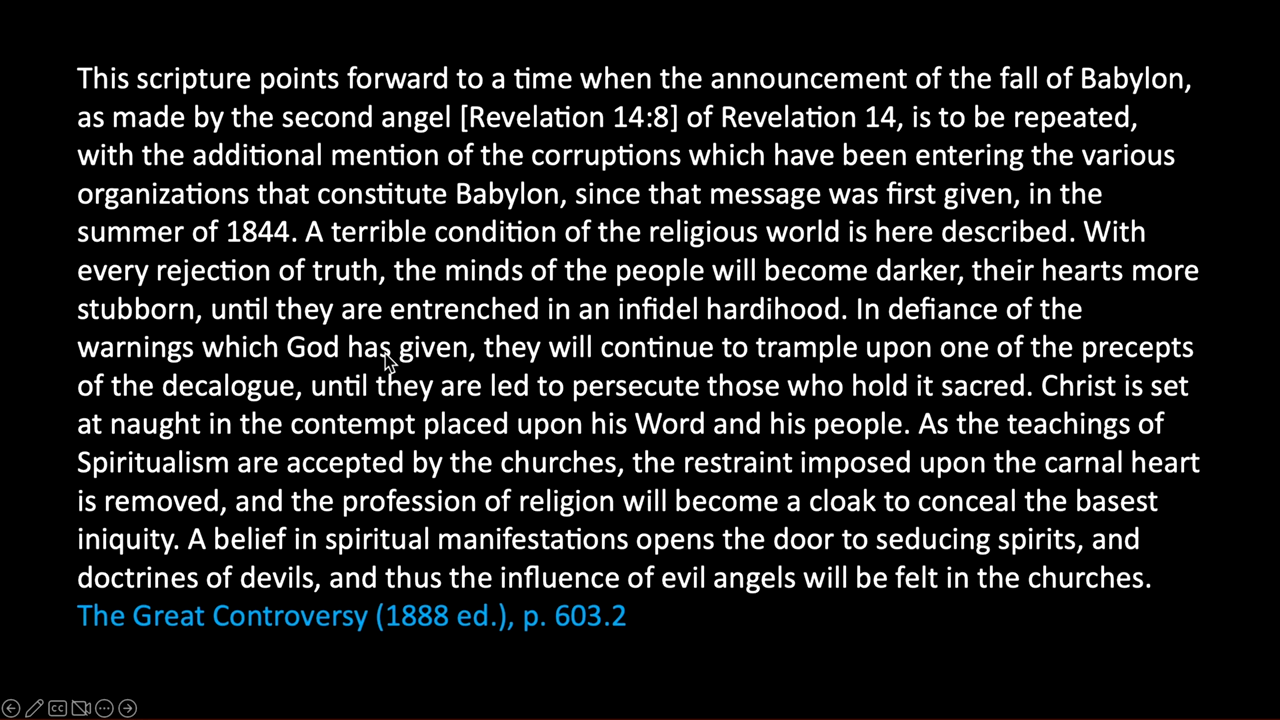 This scripture points forward to a time when the announcement of the fall of Babylon,
as made by the second angel [Revelation 14:8] of Revelation 14, is to be repeated,
with the additional mention of the corruptions which have been entering the various
organizations that constitute Babylon, since that message was first given, in the
summer of 1844. A terrible condition of the religious world is here described. With
every rejection of truth, the minds of the people will become darker, their hearts more
stubborn, until they are entrenched in an infidel hardihood. In defiance of the
warnings which God has given, they will continue to trample upon one of the precepts
of the decalogue, until they are led to persecute those who hold it sacred. Christ is set
at naught in the contempt placed upon his Word and his people. As the teachings of
Spiritualism are accepted by the churches, the restraint imposed upon the carnal heart
is removed, and the profession of religion will become a cloak to conceal the basest
iniquity. A belief in spiritual manifestations opens the door to seducing spirits, and
doctrines of devils, and thus the influence of evil angels will be felt in the churches.
The Great Controversy (1888 ed.), p. 603.2
CC